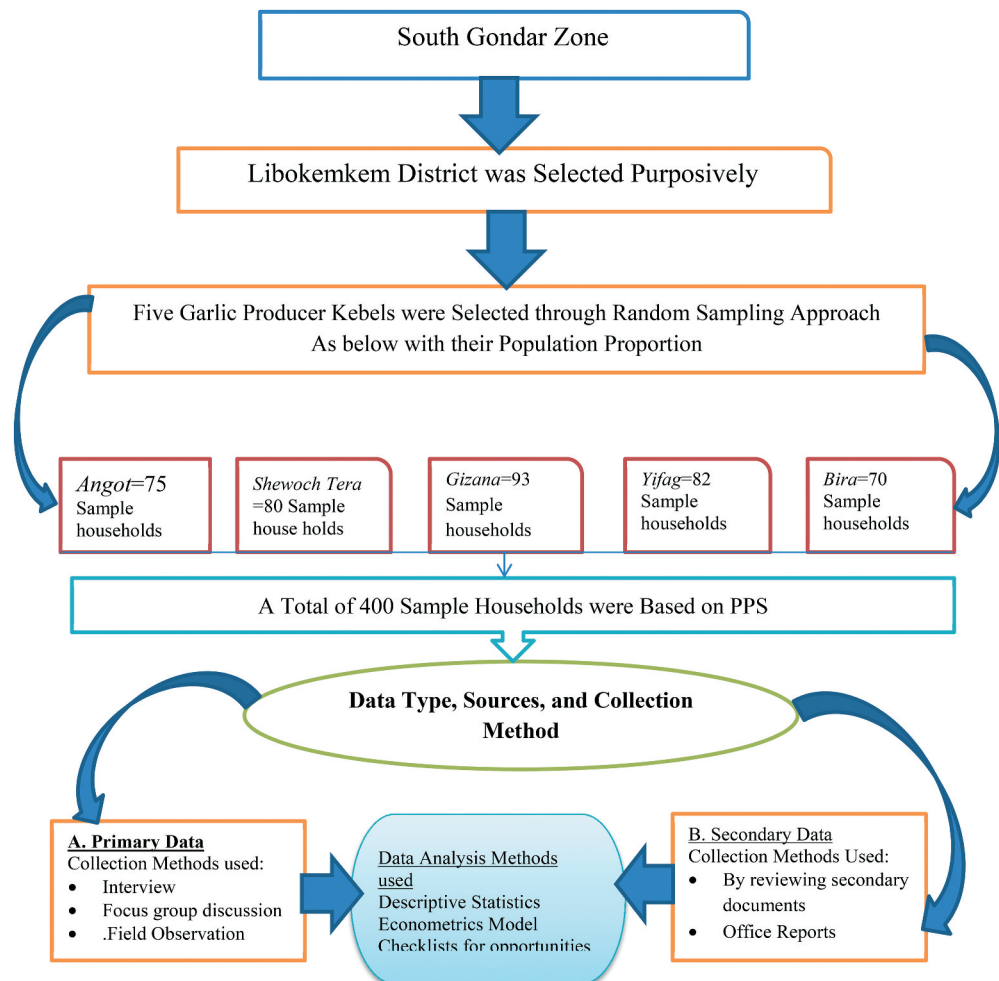 South Gondar Zone
Libokemkem District was Selected Purposively
Five Garlic Producer Kebels were Selected through Random Sampling Approach
As below with their Population Proportion
Angot=75
Sample
households
Shewoch Tera
=80 Sample
house holds
Gizana=93
Sample
households
Yifag=82
Sample
households
Bira=70
Sample
households
A Total of 400 Sample Households were Based on PPS
Data Type, Sources, and Collection
Method
A. Primary Data
Collection Methods used:
• Interview
• Focus group discussion
• .Field Observation
Data Analysis Methods
used
Descriptive Statistics
Econometrics Model
Checklists for opportunities
B. Secondary Data
Collection Methods Used:
• By reviewing secondary
documents
• Office Reports